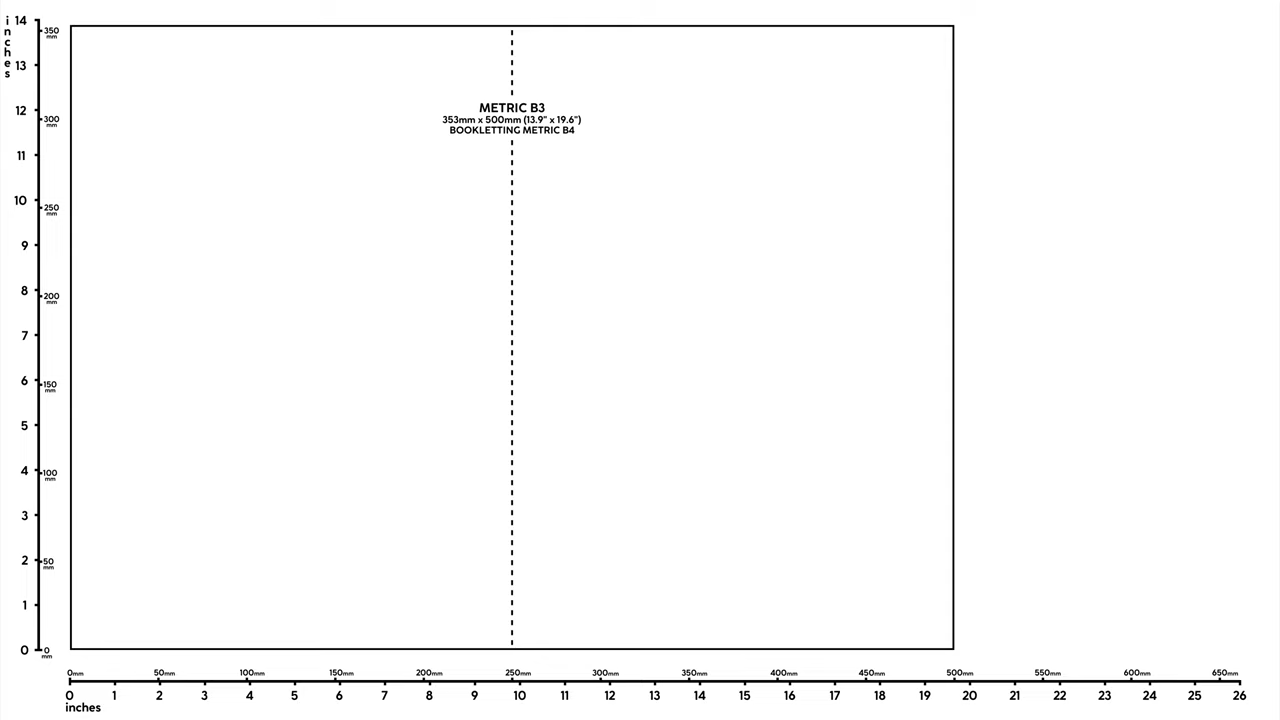 inches
14
13
12
11
10
9
8
7
6
5
4
3
2
1
0
350
mm
300
mm
250
mm
200
mm
150
mm
100
mm
50
mm
0
mm
METRIC B3
353mm x 500mm (13.9" x 19.6")
BOOKLETTING METRIC B4
0mm 50mm 100mm 150mm 200mm 250mm 300mm 350mm 400mm 450mm 500mm 550mm 600mm 650mm
0 1 2 3 4 5 6 7 8 9 10 11 12 13 14 15 16 17 18 19 20 21 22 23 24 25 26
inches